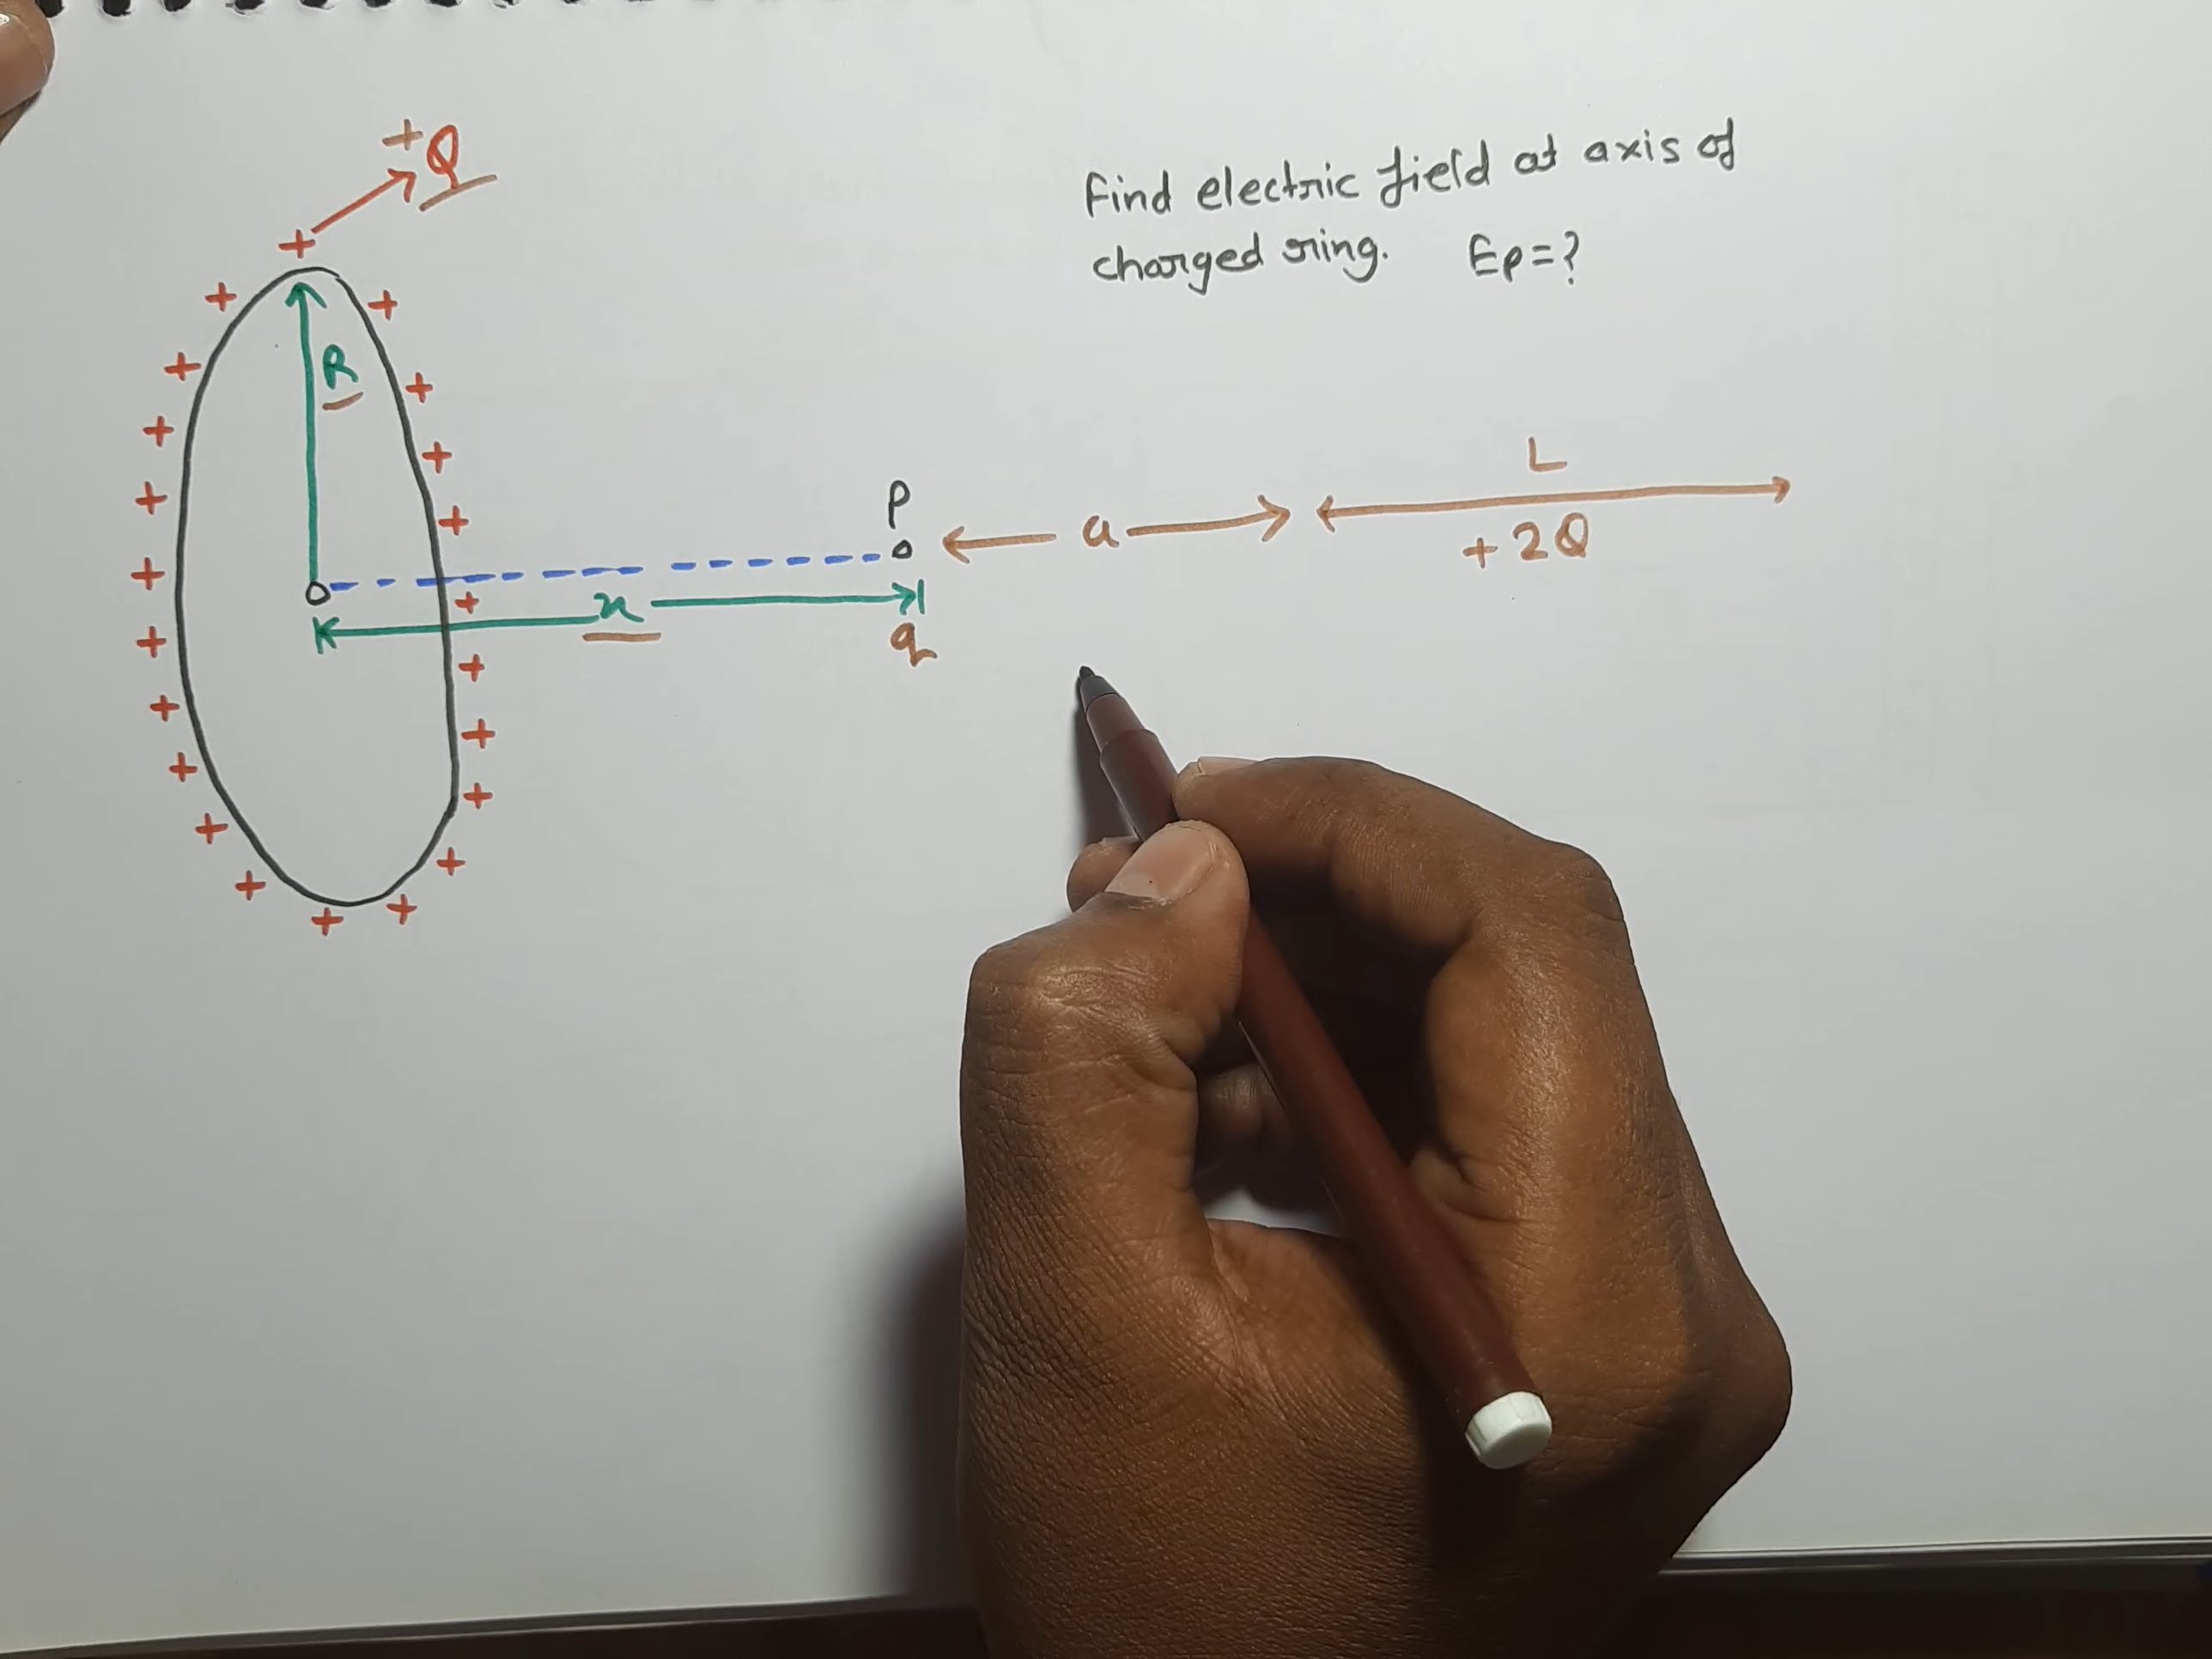 +Q
Find electric field at axis of
charged ring. Ep=?
R
L
P
a
+2Q
O
x
q